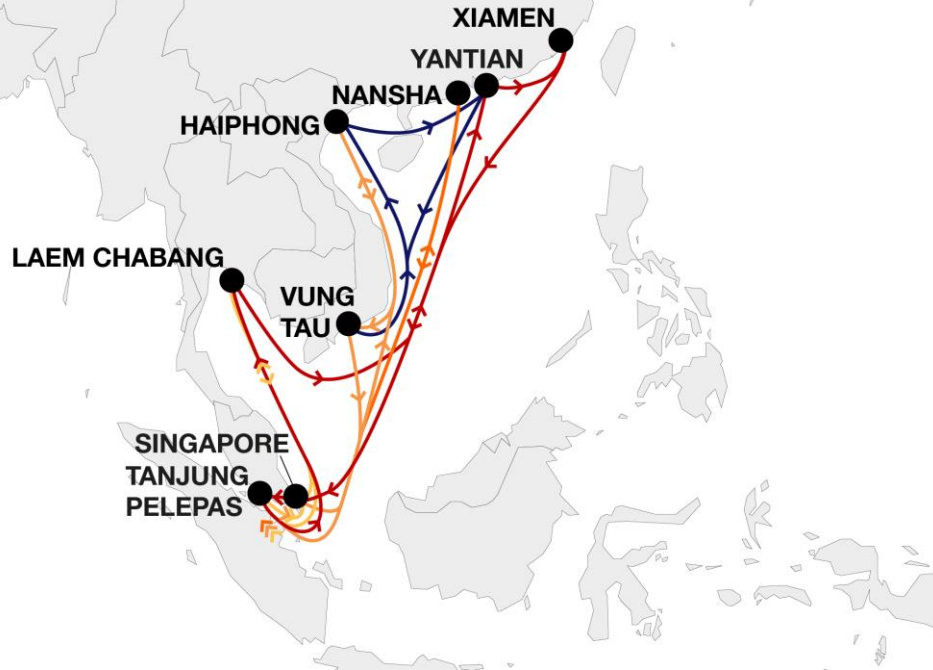 XIAMEN
YANTIAN
NANSHA
HAIPHONG
LAEM CHABANG
VUNG
TAU
SINGAPORE
TANJUNG
PELEPAS